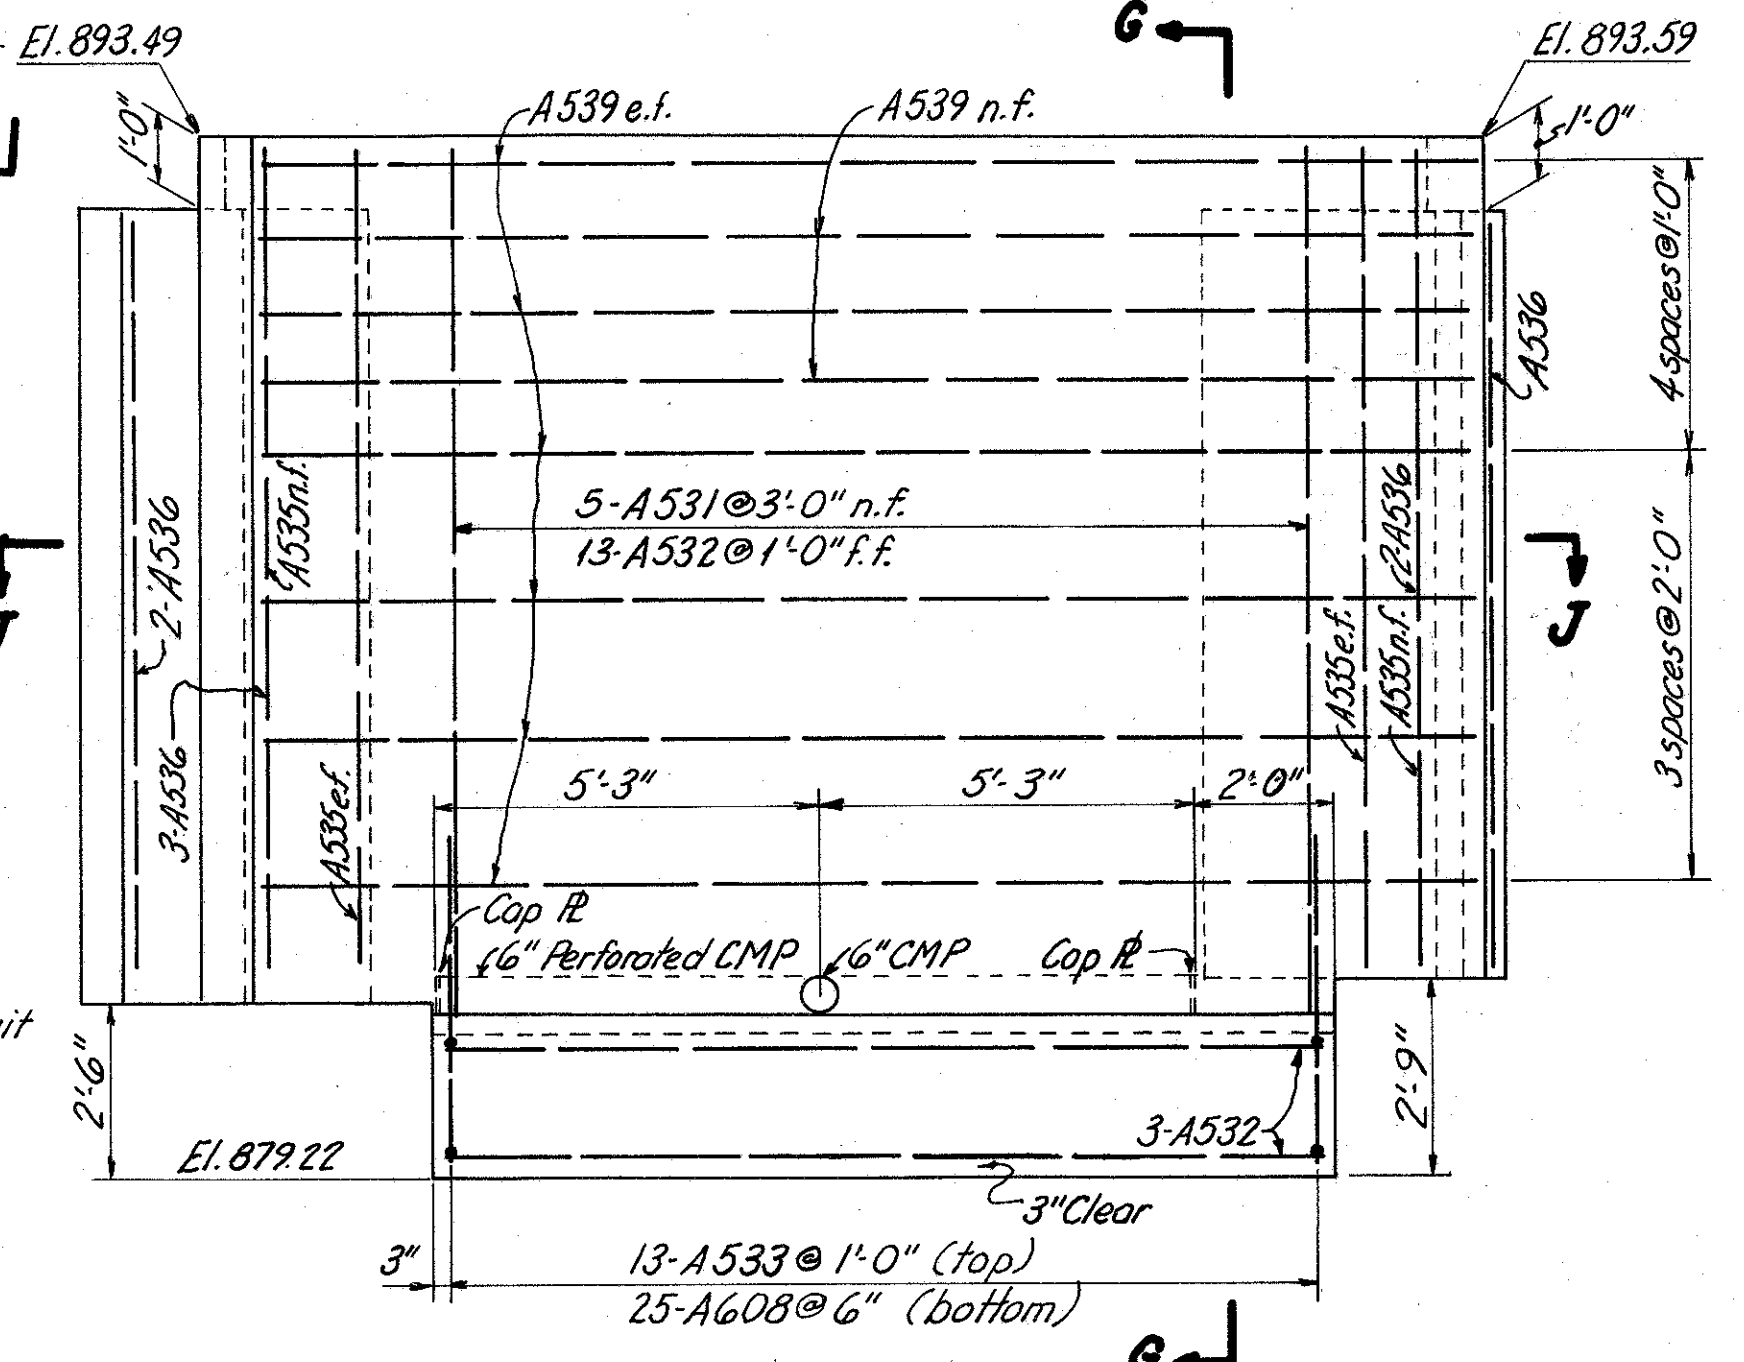 El. 893.49
G
El. 893.59
1'-0"
A539 e.f.
A539 n.f.
1'-0"
4 spaces @ 1'-0"
A536
5-A531 @ 3'-0" n.f.
13-A532 @ 1'-0" f.f.
A535 n.f.
2-A536
2-A536
3 spaces @ 2'-0"
J
A535 e.f.
A535 n.f.
3-A536
A535 e.f.
5'-3"
5'-3"
2'-0"
Cap PL
6" Perforated CMP
6" CMP
Cap PL
2'-6"
2'-9"
3-A532
El. 879.22
3" Clear
3"
13-A533 @ 1'-0" (top)
25-A608 @ 6" (bottom)
G